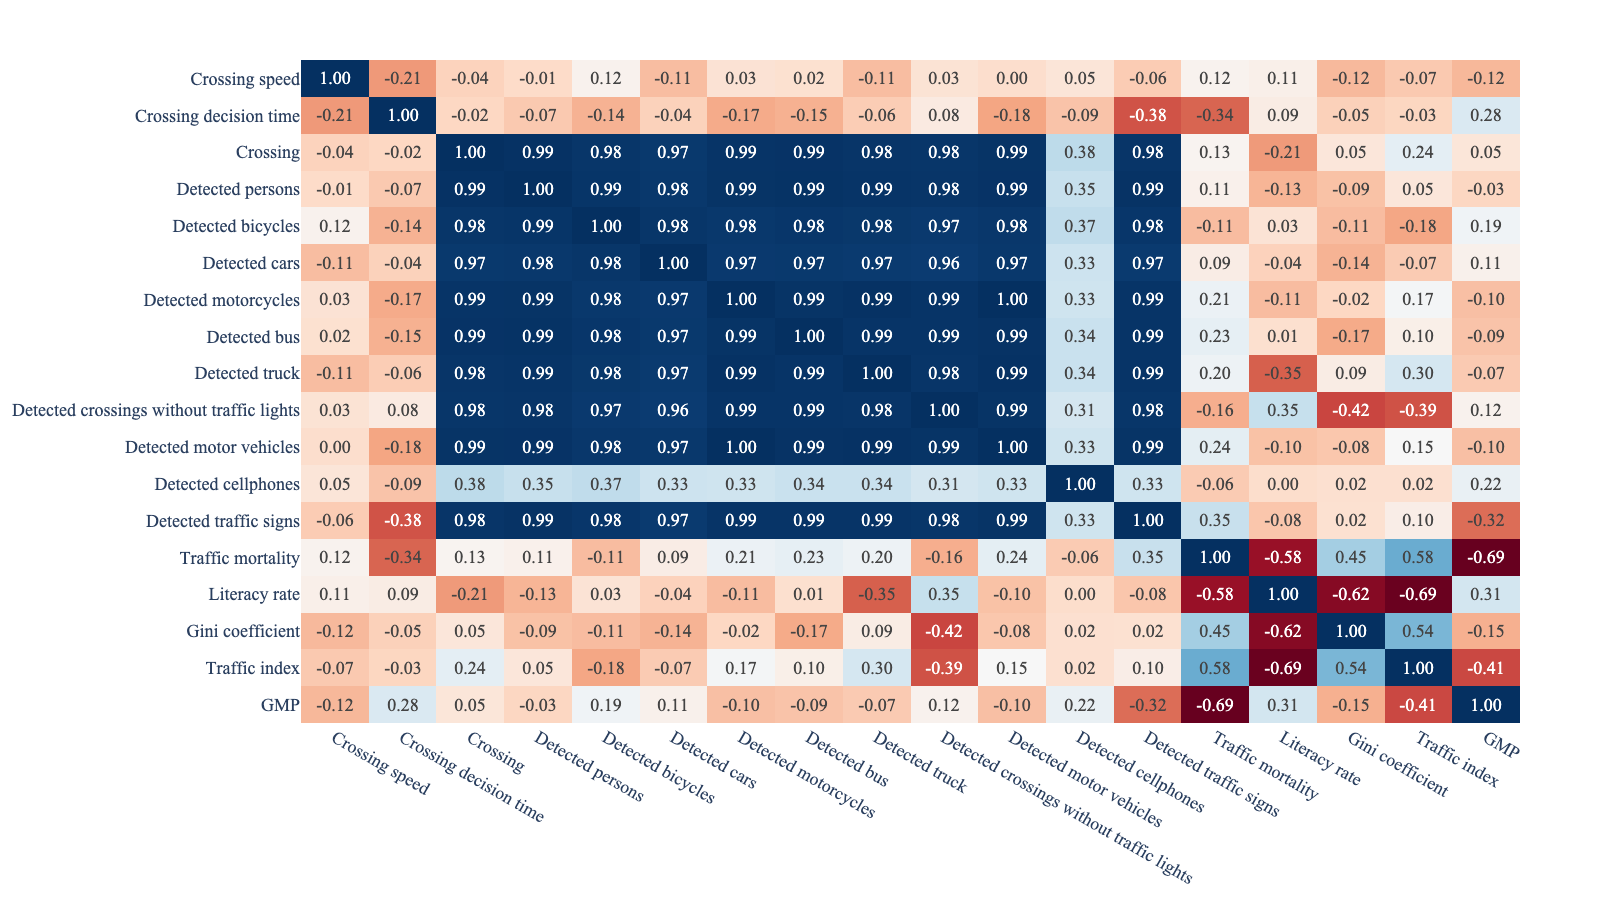 Crossing speed 1.00 -0.21 -0.04 -0.01 0.12 -0.11 0.03 0.02 -0.11 0.03 0.00 0.05 -0.06 0.12 0.11 -0.12 -0.07 -0.12
Crossing decision time -0.21 1.00 -0.02 -0.07 -0.14 -0.04 -0.17 -0.15 -0.06 0.08 -0.18 -0.09 -0.38 -0.34 0.09 -0.05 -0.03 0.28
Crossing -0.04 -0.02 1.00 0.99 0.98 0.97 0.99 0.99 0.98 0.98 0.99 0.38 0.98 0.13 -0.21 0.05 0.24 0.05
Detected persons -0.01 -0.07 0.99 1.00 0.99 0.98 0.99 0.99 0.99 0.98 0.99 0.35 0.99 0.11 -0.13 -0.09 0.05 -0.03
Detected bicycles 0.12 -0.14 0.98 0.99 1.00 0.98 0.98 0.98 0.98 0.97 0.98 0.37 0.98 -0.11 0.03 -0.11 -0.18 0.19
Detected cars -0.11 -0.04 0.97 0.98 0.98 1.00 0.97 0.97 0.97 0.96 0.97 0.33 0.97 0.09 -0.04 -0.14 -0.07 0.11
Detected motorcycles 0.03 -0.17 0.99 0.99 0.98 0.97 1.00 0.99 0.99 0.99 1.00 0.33 0.99 0.21 -0.11 -0.02 0.17 -0.10
Detected bus 0.02 -0.15 0.99 0.99 0.98 0.97 0.99 1.00 0.99 0.99 0.99 0.34 0.99 0.23 0.01 -0.17 0.10 -0.09
Detected truck -0.11 -0.06 0.98 0.99 0.98 0.97 0.99 0.99 1.00 0.98 0.99 0.34 0.99 0.20 -0.35 0.09 0.30 -0.07
Detected crossings without traffic lights 0.03 0.08 0.98 0.98 0.97 0.96 0.99 0.99 0.98 1.00 0.99 0.31 0.98 -0.16 0.35 -0.42 -0.39 0.12
Detected motor vehicles 0.00 -0.18 0.99 0.99 0.98 0.97 1.00 0.99 0.99 0.99 1.00 0.33 0.99 0.24 -0.10 -0.08 0.15 -0.10
Detected cellphones 0.05 -0.09 0.38 0.35 0.37 0.33 0.33 0.34 0.34 0.31 0.33 1.00 0.33 -0.06 0.00 0.02 0.02 0.22
Detected traffic signs -0.06 -0.38 0.98 0.99 0.98 0.97 0.99 0.99 0.99 0.98 0.99 0.33 1.00 0.35 -0.08 0.02 0.10 -0.32
Traffic mortality 0.12 -0.34 0.13 0.11 -0.11 0.09 0.21 0.23 0.20 -0.16 0.24 -0.06 0.35 1.00 -0.58 0.45 0.58 -0.69
Literacy rate 0.11 0.09 -0.21 -0.13 0.03 -0.04 -0.11 0.01 -0.35 0.35 -0.10 0.00 -0.08 -0.58 1.00 -0.62 -0.69 0.31
Gini coefficient -0.12 -0.05 0.05 -0.09 -0.11 -0.14 -0.02 -0.17 0.09 -0.42 -0.08 0.02 0.02 0.45 -0.62 1.00 0.54 -0.15
Traffic index -0.07 -0.03 0.24 0.05 -0.18 -0.07 0.17 0.10 0.30 -0.39 0.15 0.02 0.10 0.58 -0.69 0.54 1.00 -0.41
GMP -0.12 0.28 0.05 -0.03 0.19 0.11 -0.10 -0.09 -0.07 0.12 -0.10 0.22 -0.32 -0.69 0.31 -0.15 -0.41 1.00
Crossing speed
Crossing decision time
Crossing
Detected persons
Detected bicycles
Detected cars
Detected motorcycles
Detected bus
Detected truck
Detected crossings without traffic lights
Detected motor vehicles
Detected cellphones
Detected traffic signs
Traffic mortality
Literacy rate
Gini coefficient
Traffic index
GMP